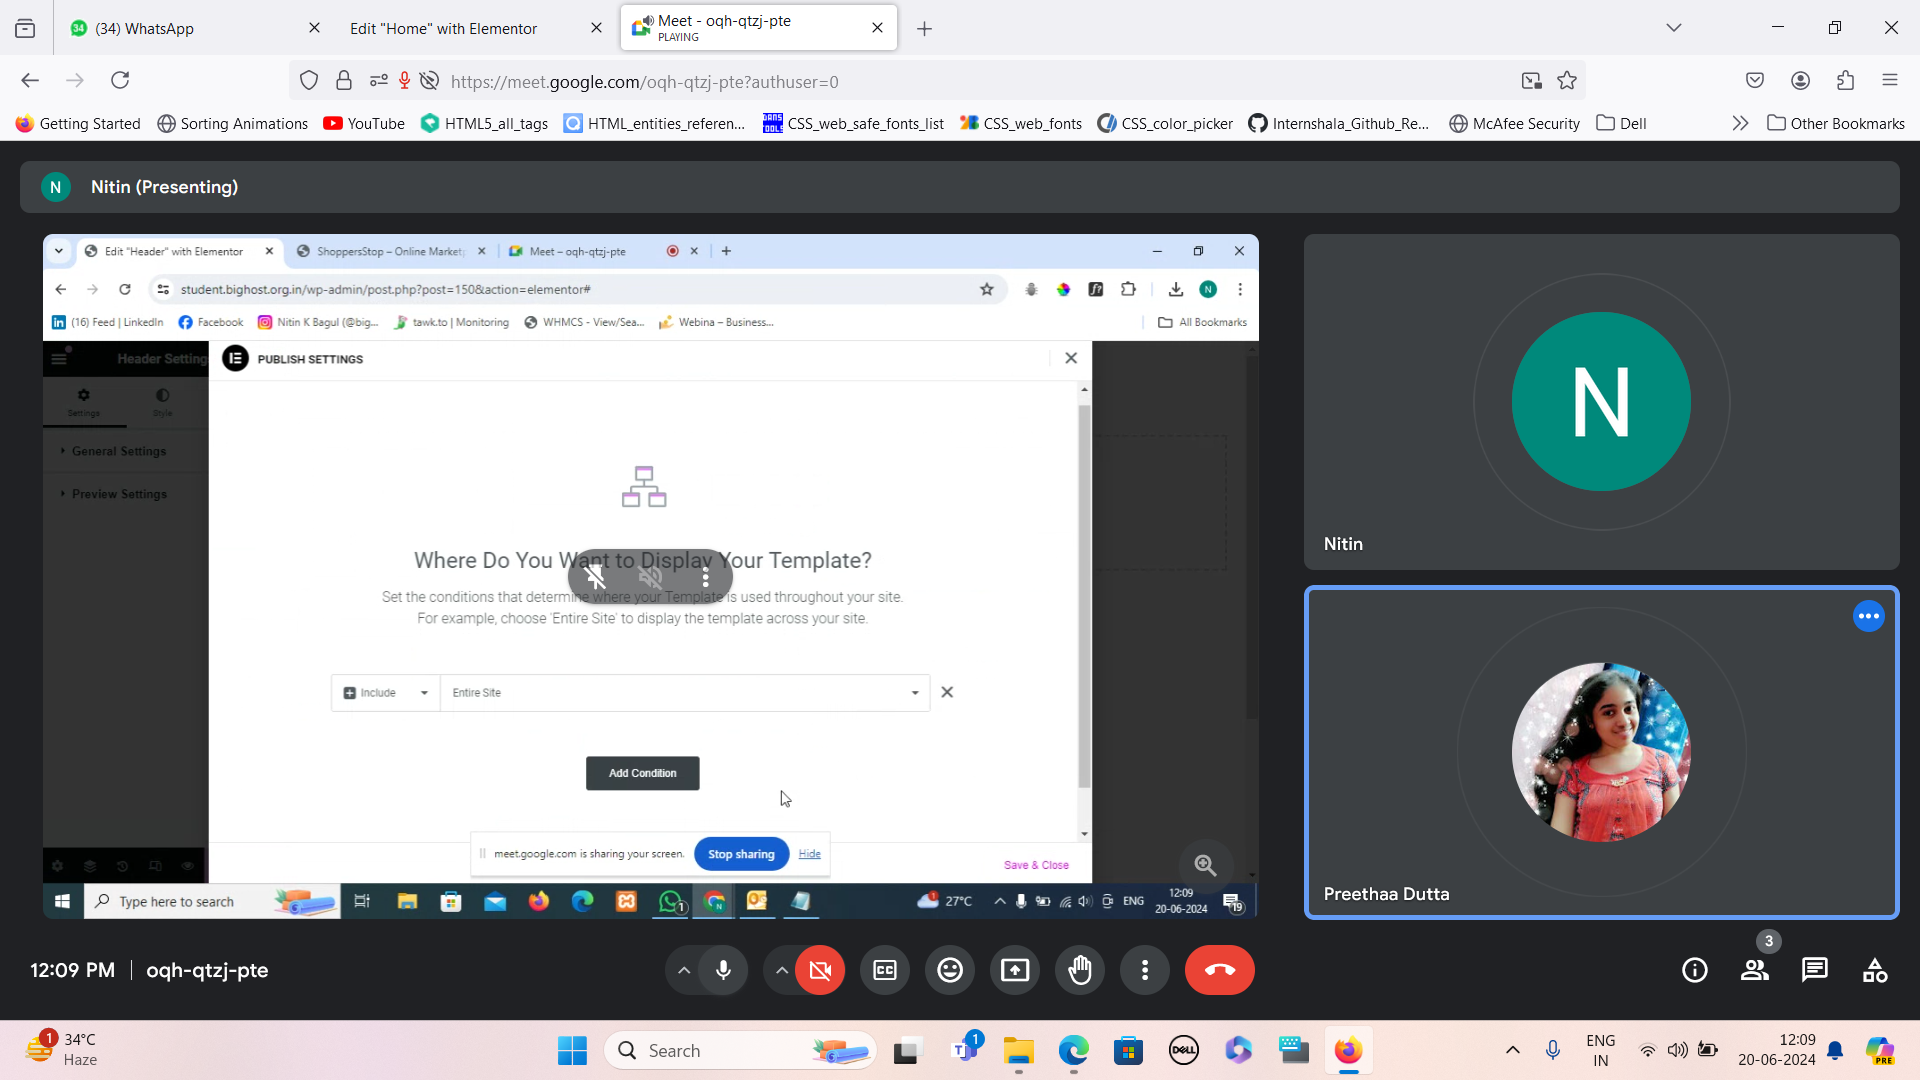 34
(34) WhatsApp
Edit "Home" with Elementor
Meet - oqh-qtzj-pte
PLAYING
https://meet.google.com/oqh-qtzj-pte?authuser=0
Getting Started
Sorting Animations
YouTube
HTML5_all_tags
HTML_entities_referen...
CSS_web_safe_fonts_list
CSS_web_fonts
CSS_color_picker
Internshala_Github_Re...
McAfee Security
Dell
Other Bookmarks
N
Nitin (Presenting)
Edit "Header" with Elementor
ShoppersStop – Online Market
Meet – oqh-qtzj-pte
student.bighost.org.in/wp-admin/post.php?post=150&action=elementor#
N
(16) Feed | LinkedIn
Facebook
Nitin K Bagul (@big...
tawk.to | Monitoring
WHMCS - View/Sea...
Webina – Business...
All Bookmarks
Header Setting
PUBLISH SETTINGS
Settings
Style
General Settings
Preview Settings
Where Do You Want to Display Your Template?
Set the conditions that determine where your Template is used throughout your site.
For example, choose 'Entire Site' to display the template across your site.
Include
Entire Site
Add Condition
meet.google.com is sharing your screen.
Stop sharing
Hide
Save & Close
Type here to search
1
27°C
ENG
12:09
20-06-2024
19
N
Nitin
Preethaa Dutta
12:09 PM
oqh-qtzj-pte
CC
3
1
34°C
Haze
Search
1
DELL
ENG
IN
12:09
20-06-2024
PRE